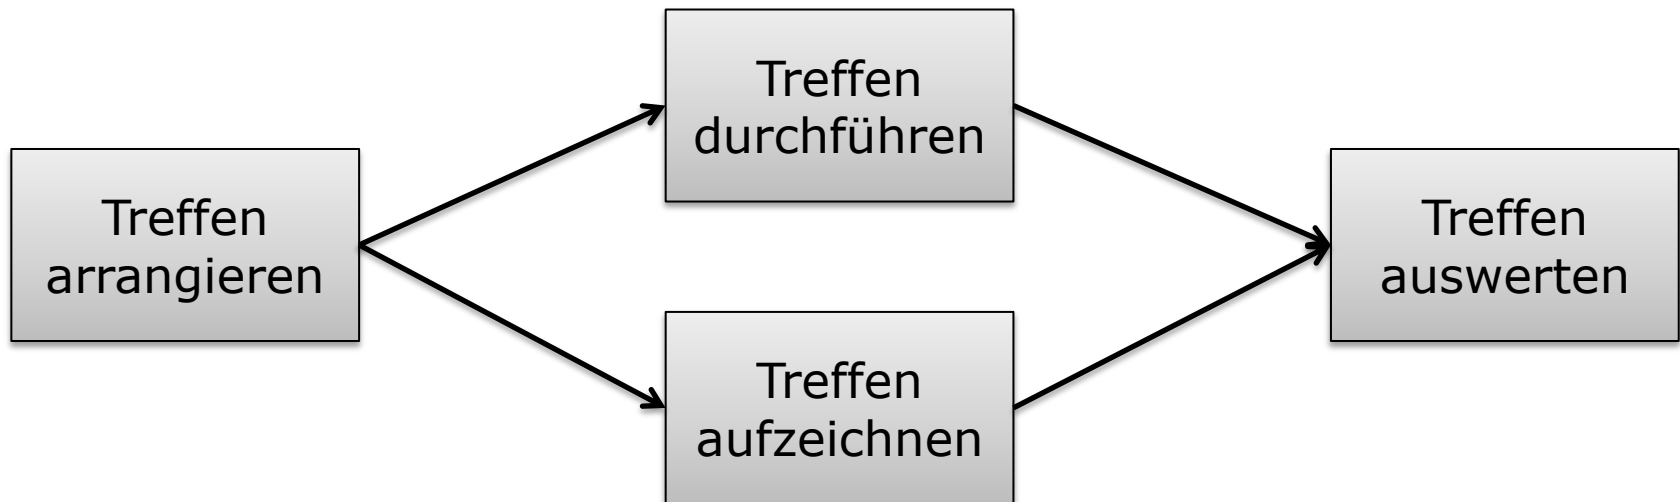 Treffen
arrangieren
Treffen
durchführen
Treffen
aufzeichnen
Treffen
auswerten